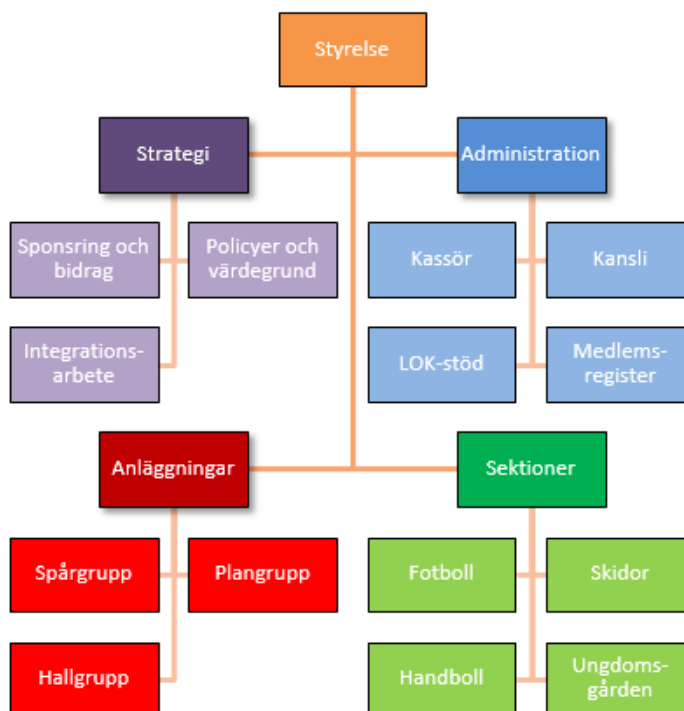 Styrelse
Strategi
Administration
Sponsring och
bidrag
Policyer och
värdegrund
Kassör
Kansli
Integrations-
arbete
LOK-stöd
Medlems-
register
Anläggningar
Sektioner
Spårgrupp
Plangrupp
Fotboll
Skidor
Hallgrupp
Handboll
Ungdoms-
gården